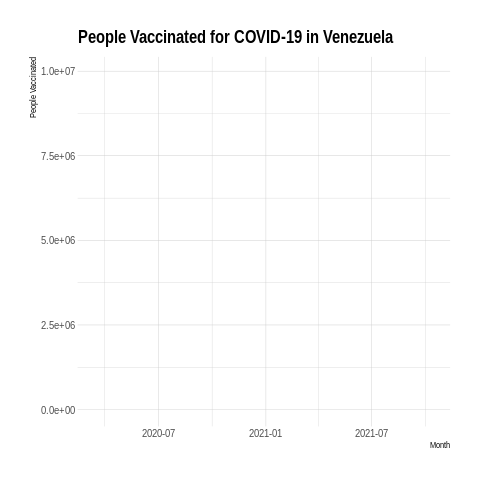 People Vaccinated for COVID-19 in Venezuela
People Vaccinated
1.0e+07
7.5e+06
5.0e+06
2.5e+06
0.0e+00
2020-07 2021-01 2021-07
Month